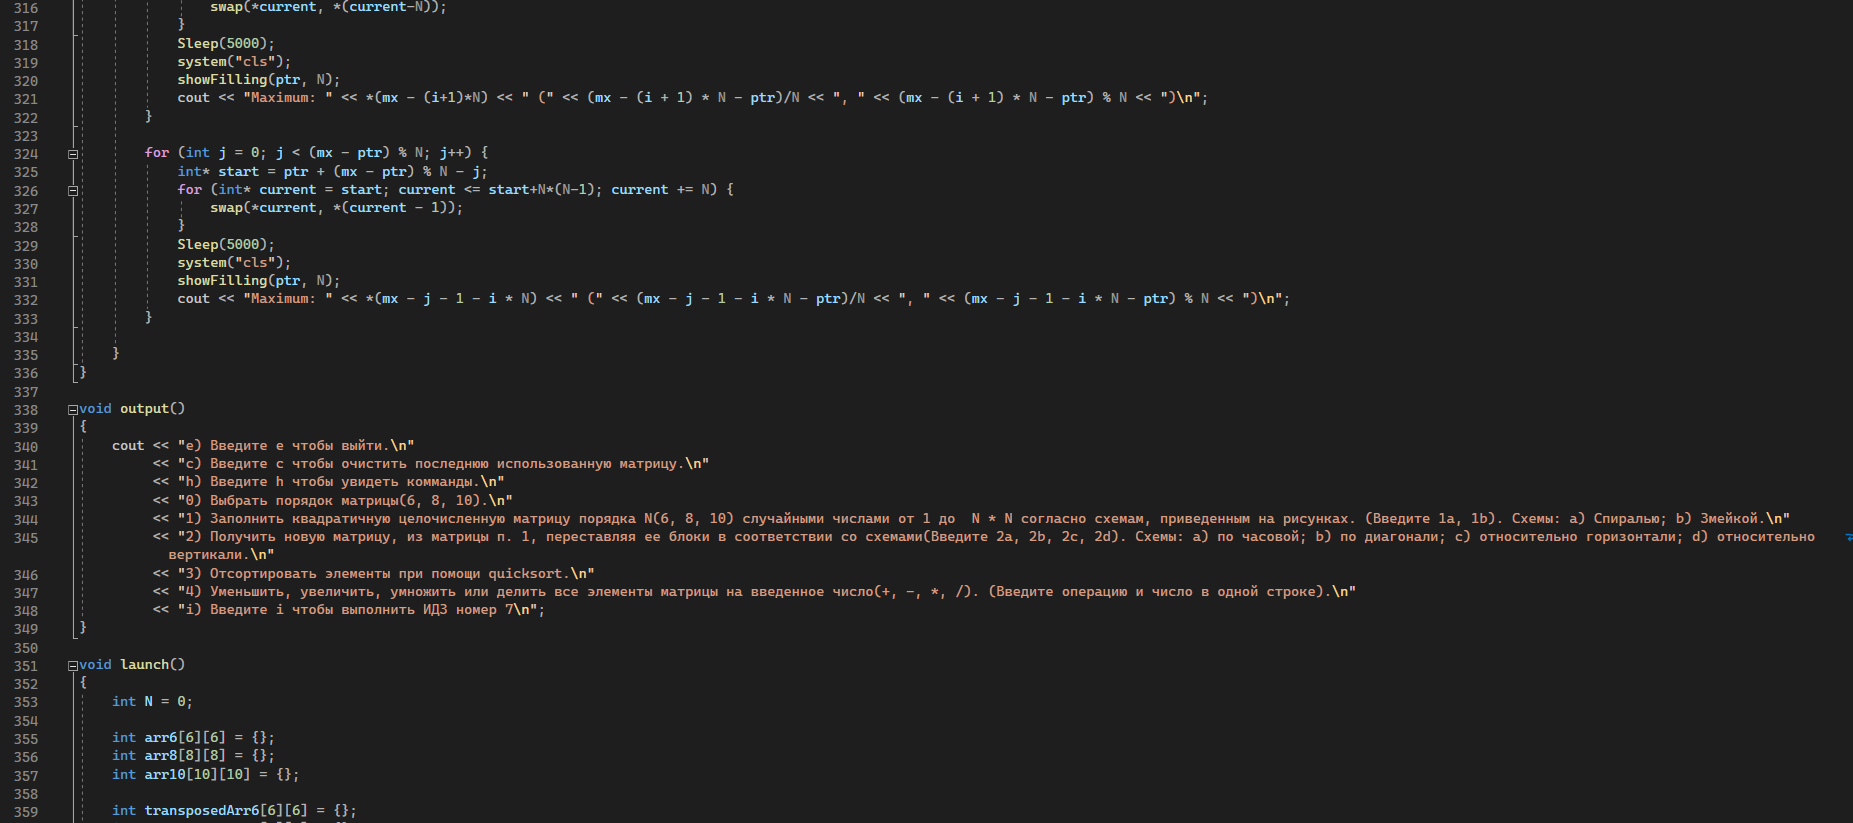 316 swap(*current, *(current-N));
317 }
318 Sleep(5000);
319 system("cls");
320 showFilling(ptr, N);
321 cout << "Maximum: " << *(mx - (i+1)*N) << " (" << (mx - (i + 1) * N - ptr)/N << ", " << (mx - (i + 1) * N - ptr) % N << ")\n";
322 }
323
324 for (int j = 0; j < (mx - ptr) % N; j++) {
325 int* start = ptr + (mx - ptr) % N - j;
326 for (int* current = start; current <= start+N*(N-1); current += N) {
327 swap(*current, *(current - 1));
328 }
329 Sleep(5000);
330 system("cls");
331 showFilling(ptr, N);
332 cout << "Maximum: " << *(mx - j - 1 - i * N) << " (" << (mx - j - 1 - i * N - ptr)/N << ", " << (mx - j - 1 - i * N - ptr) % N << ")\n";
333 }
334
335 }
336 }
337
338 void output()
339 {
340 cout << "e) Введите e чтобы выйти.\n"
341 << "c) Введите c чтобы очистить последнюю использованную матрицу.\n"
342 << "h) Введите h чтобы увидеть комманды.\n"
343 << "0) Выбрать порядок матрицы(6, 8, 10).\n"
344 << "1) Заполнить квадратичную целочисленную матрицу порядка N(6, 8, 10) случайными числами от 1 до  N * N согласно схемам, приведенным на рисунках. (Введите 1a, 1b). Схемы: a) Спиралью; b) Змейкой.\n"
345 << "2) Получить новую матрицу, из матрицы п. 1, переставляя ее блоки в соответствии со схемами(Введите 2a, 2b, 2c, 2d). Схемы: a) по часовой; b) по диагонали; c) относительно горизонтали; d) относительно
вертикали.\n"
346 << "3) Отсортировать элементы при помощи quicksort.\n"
347 << "4) Уменьшить, увеличить, умножить или делить все элементы матрицы на введенное число(+, -, *, /). (Введите операцию и число в одной строке).\n"
348 << "i) Введите i чтобы выполнить ИДЗ номер 7\n";
349 }
350
351 void launch()
352 {
353 int N = 0;
354
355 int arr6[6][6] = {};
356 int arr8[8][8] = {};
357 int arr10[10][10] = {};
358
359 int transposedArr6[6][6] = {};